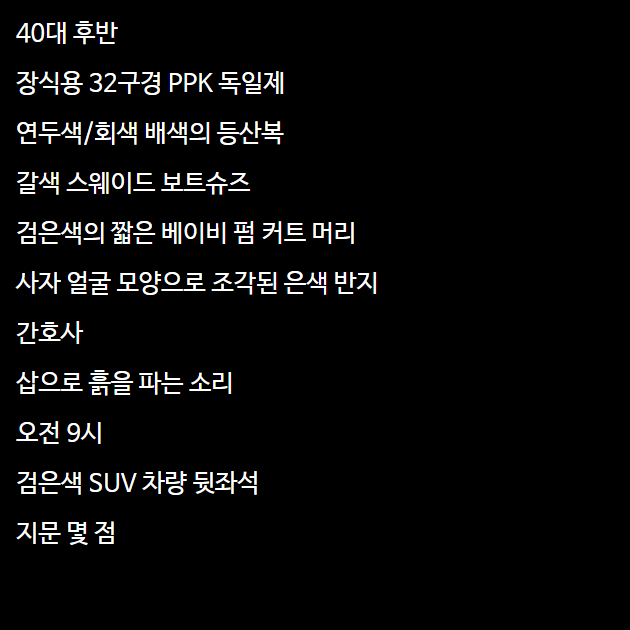 40대 후반
장식용 32구경 PPK 독일제
연두색/회색 배색의 등산복
갈색 스웨이드 보트슈즈
검은색의 짧은 베이비 펌 커트 머리
사자 얼굴 모양으로 조각된 은색 반지
간호사
삽으로 흙을 파는 소리
오전 9시
검은색 SUV 차량 뒷좌석
지문 몇 점